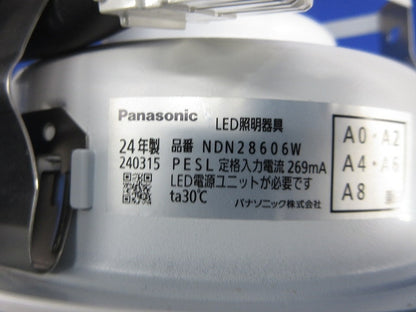 Panasonic LED照明器具
24年製 品番 NDN28606W
240315 PESL 定格入力電流 269mA
LED電源ユニットが必要です
ta30℃ パナソニック株式会社
A0・A2
A4・A6
A8